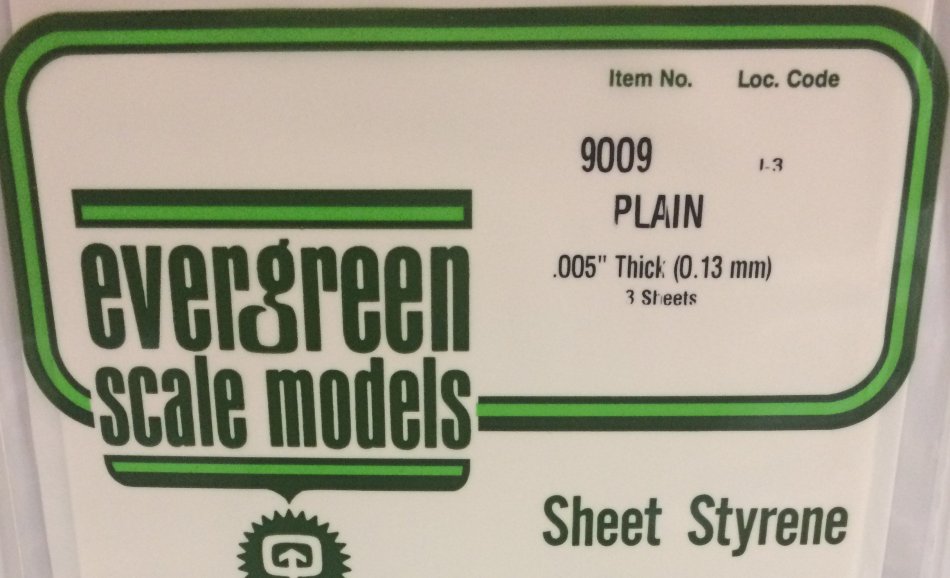 Item No. Loc. Code
9009 I-3
PLAIN
.005" Thick (0.13 mm)
3 Sheets
evergreen
scale models
Sheet Styrene